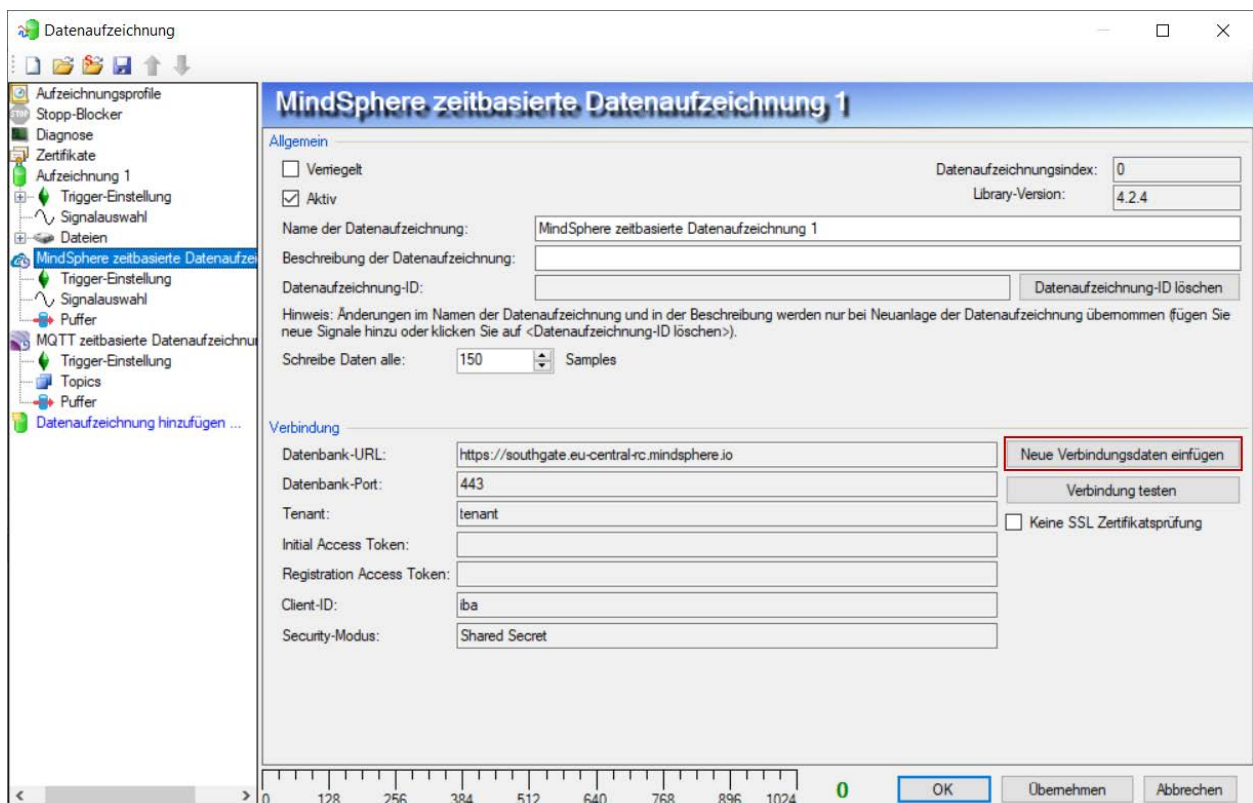 Datenaufzeichnung
Aufzeichnungsprofile
STOP
Stopp-Blocker
Diagnose
Zertifikate
Aufzeichnung 1
Trigger-Einstellung
Signalauswahl
Dateien
MindSphere zeitbasierte Datenaufze
Trigger-Einstellung
Signalauswahl
Puffer
MQTT zeitbasierte Datenaufzeichnu
Trigger-Einstellung
Topics
Puffer
Datenaufzeichnung hinzufügen ...
MindSphere zeitbasierte Datenaufzeichnung 1
Allgemein
Verriegelt
Datenaufzeichnungsindex: 0
Aktiv
Library-Version: 4.2.4
Name der Datenaufzeichnung: MindSphere zeitbasierte Datenaufzeichnung 1
Beschreibung der Datenaufzeichnung:
Datenaufzeichnung-ID: Datenaufzeichnung-ID löschen
Hinweis: Änderungen im Namen der Datenaufzeichnung und in der Beschreibung werden nur bei Neuanlage der Datenaufzeichnung übernommen (fügen Sie
neue Signale hinzu oder klicken Sie auf <Datenaufzeichnung-ID löschen>).
Schreibe Daten alle: 150 Samples
Verbindung
Datenbank-URL: https://southgate.eu-central-rc.mindsphere.io Neue Verbindungsdaten einfügen
Datenbank-Port: 443 Verbindung testen
Tenant: tenant Keine SSL Zertifikatsprüfung
Initial Access Token:
Registration Access Token:
Client-ID: iba
Security-Modus: Shared Secret
0 128 256 384 512 640 768 896 1024
0
OK Übernehmen Abbrechen